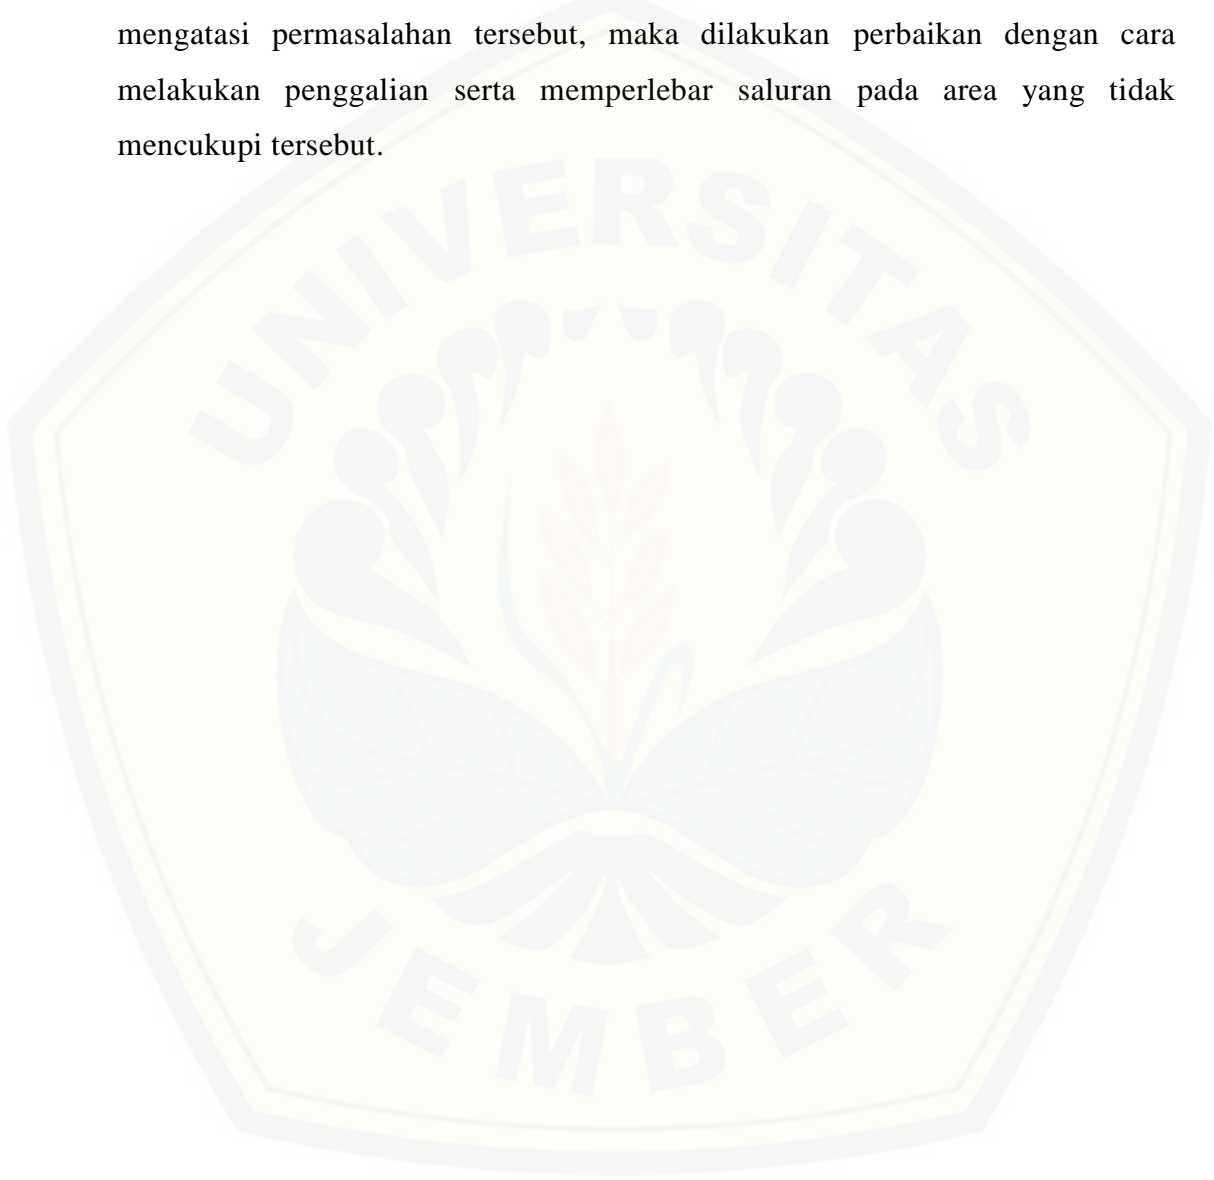 mengatasi permasalahan tersebut, maka dilakukan perbaikan dengan cara
melakukan penggalian serta memperlebar saluran pada area yang tidak
mencukupi tersebut.
UNIVERSITAS
JEMBER